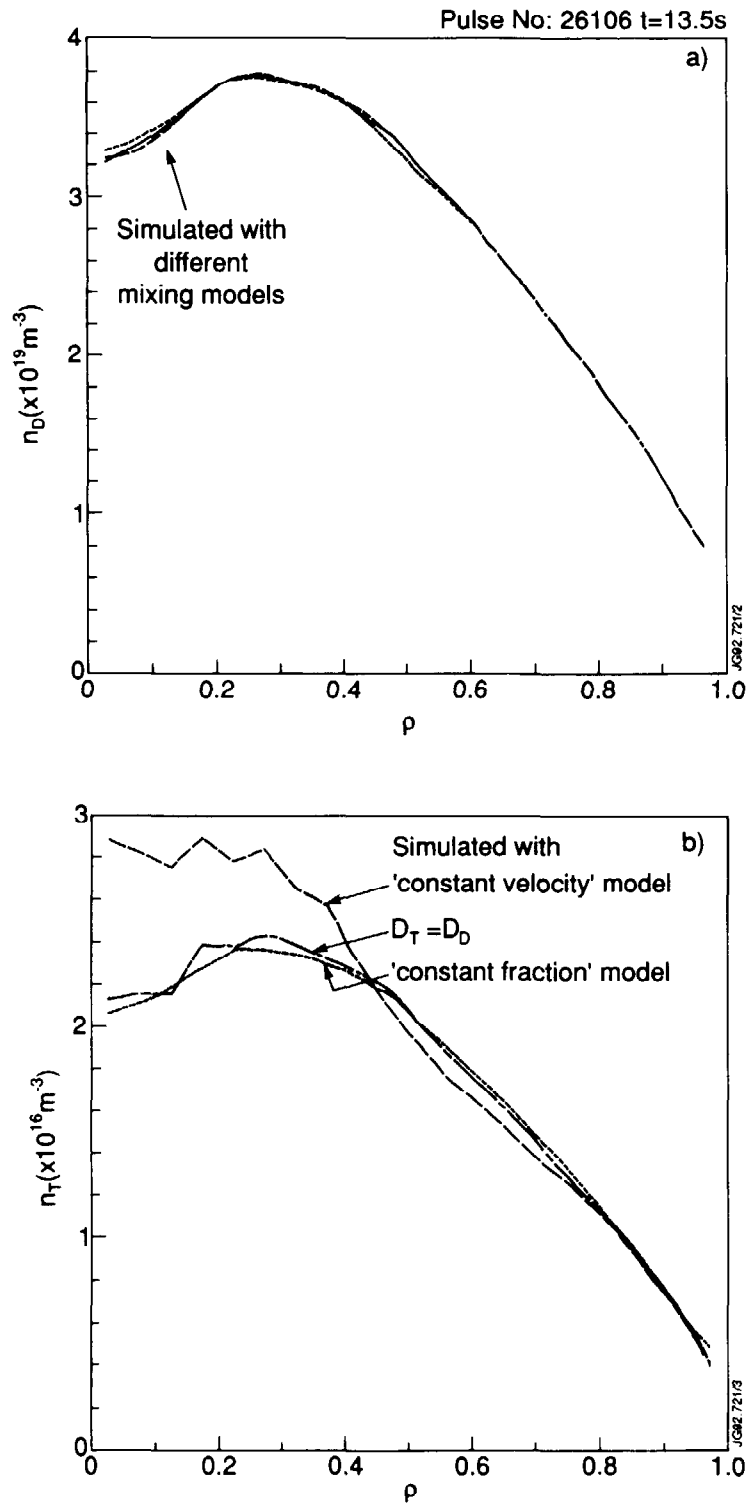 Pulse No: 26106 t=13.5s
a)
4
3
2
1
0
Simulated with
different
mixing models
n_D(x10^19m^-3)
0
0.2
0.4
0.6
0.8
1.0
ρ
JG92.721/2
b)
3
2
1
0
Simulated with
'constant velocity' model
D_T =D_D
'constant fraction' model
n_T(x10^16m^-3)
0
0.2
0.4
0.6
0.8
1.0
ρ
JG92.721/3